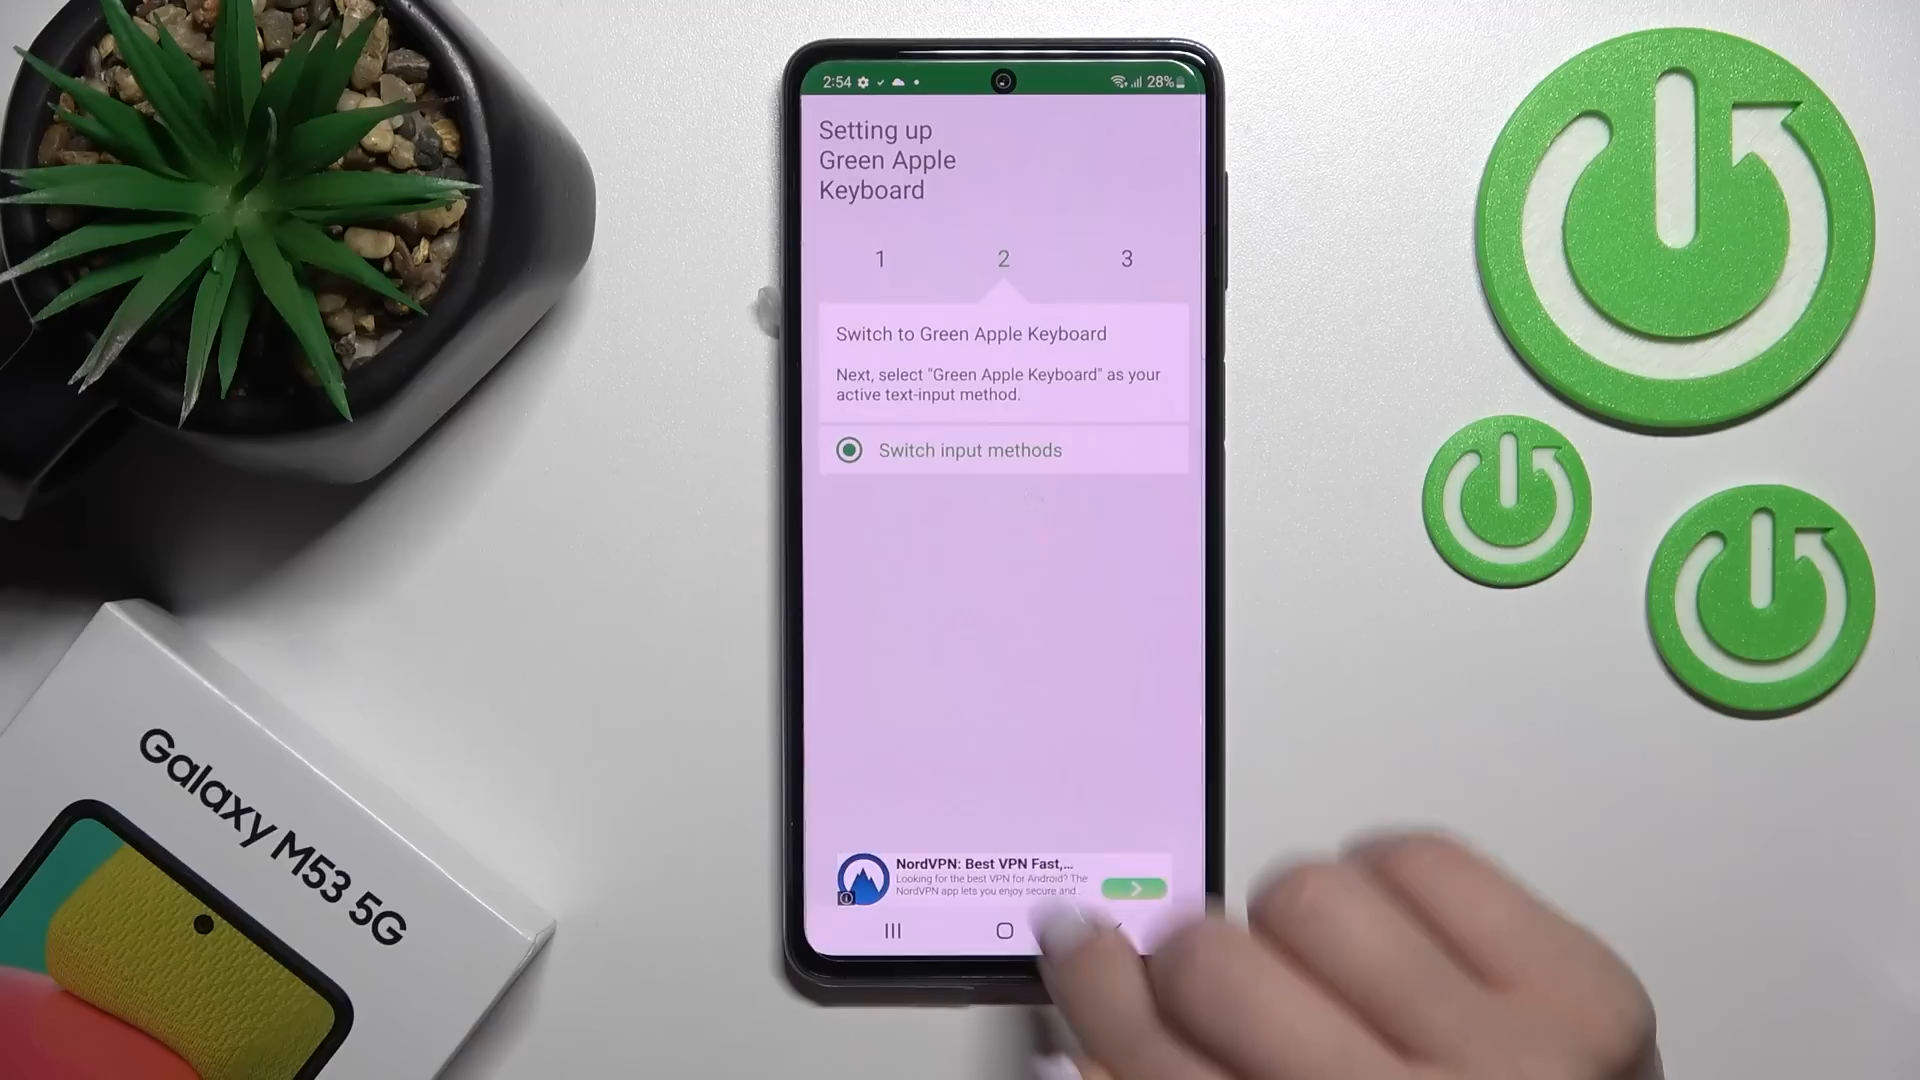 2:54
28%
Setting up
Green Apple
Keyboard
1 2 3
Switch to Green Apple Keyboard
Next, select "Green Apple Keyboard" as your
active text-input method.
Switch input methods
NordVPN: Best VPN Fast,...
Looking for the best VPN for Android? The
NordVPN app lets you enjoy secure and...
Galaxy M53 5G